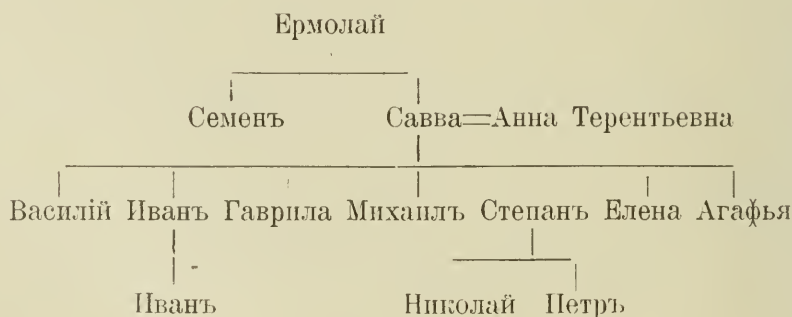 Ермолай
Семенъ Савва=Анна Терентьевна
Василій Иванъ Гаврила Михаилъ Степанъ Елена Агафья
Иванъ Николай Петръ